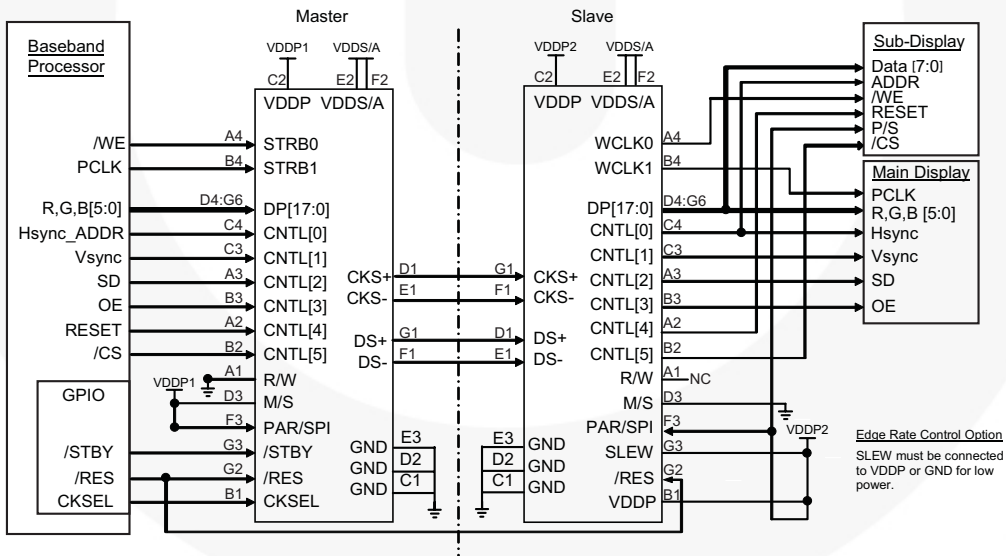 Master
Slave
Baseband
Processor
/WE
PCLK
R,G,B[5:0]
Hsync_ADDR
Vsync
SD
OE
RESET
/CS
GPIO
/STBY
/RES
CKSEL
VDDP1
VDDS/A
C2
E2
F2
VDDP
VDDS/A
A4
STRB0
B4
STRB1
D4:G6
DP[17:0]
C4
CNTL[0]
C3
CNTL[1]
A3
CNTL[2]
B3
CNTL[3]
A2
CNTL[4]
B2
CNTL[5]
A1
R/W
VDDP1
D3
M/S
F3
PAR/SPI
G3
/STBY
G2
/RES
B1
CKSEL
CKS+
D1
CKS-
E1
DS+
G1
DS-
F1
GND
E3
GND
D2
GND
C1
VDDP2
VDDS/A
C2
E2
F2
VDDP
VDDS/A
G1
CKS+
F1
CKS-
D1
DS+
E1
DS-
E3
GND
D2
GND
C1
GND
WCLK0
A4
WCLK1
B4
DP[17:0]
D4:G6
CNTL[0]
C4
CNTL[1]
C3
CNTL[2]
A3
CNTL[3]
B3
CNTL[4]
A2
CNTL[5]
B2
R/W
A1
NC
M/S
D3
PAR/SPI
F3
SLEW
G3
/RES
G2
VDDP
B1
VDDP2
Sub-Display
Data [7:0]
ADDR
/WE
RESET
P/S
/CS
Main Display
PCLK
R,G,B [5:0]
Hsync
Vsync
SD
OE
Edge Rate Control Option
SLEW must be connected
to VDDP or GND for low
power.